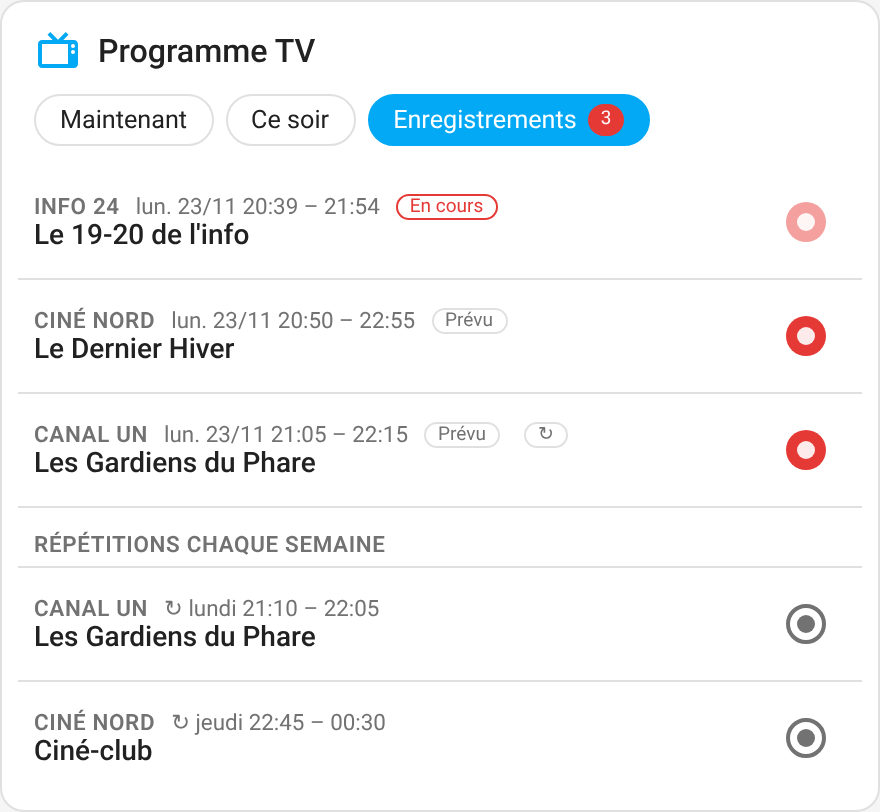 Programme TV
Maintenant Ce soir Enregistrements 3
INFO 24 lun. 23/11 20:39 – 21:54 En cours
Le 19-20 de l'info
CINÉ NORD lun. 23/11 20:50 – 22:55 Prévu
Le Dernier Hiver
CANAL UN lun. 23/11 21:05 – 22:15 Prévu ↻
Les Gardiens du Phare
RÉPÉTITIONS CHAQUE SEMAINE
CANAL UN ↻ lundi 21:10 – 22:05
Les Gardiens du Phare
CINÉ NORD ↻ jeudi 22:45 – 00:30
Ciné-club